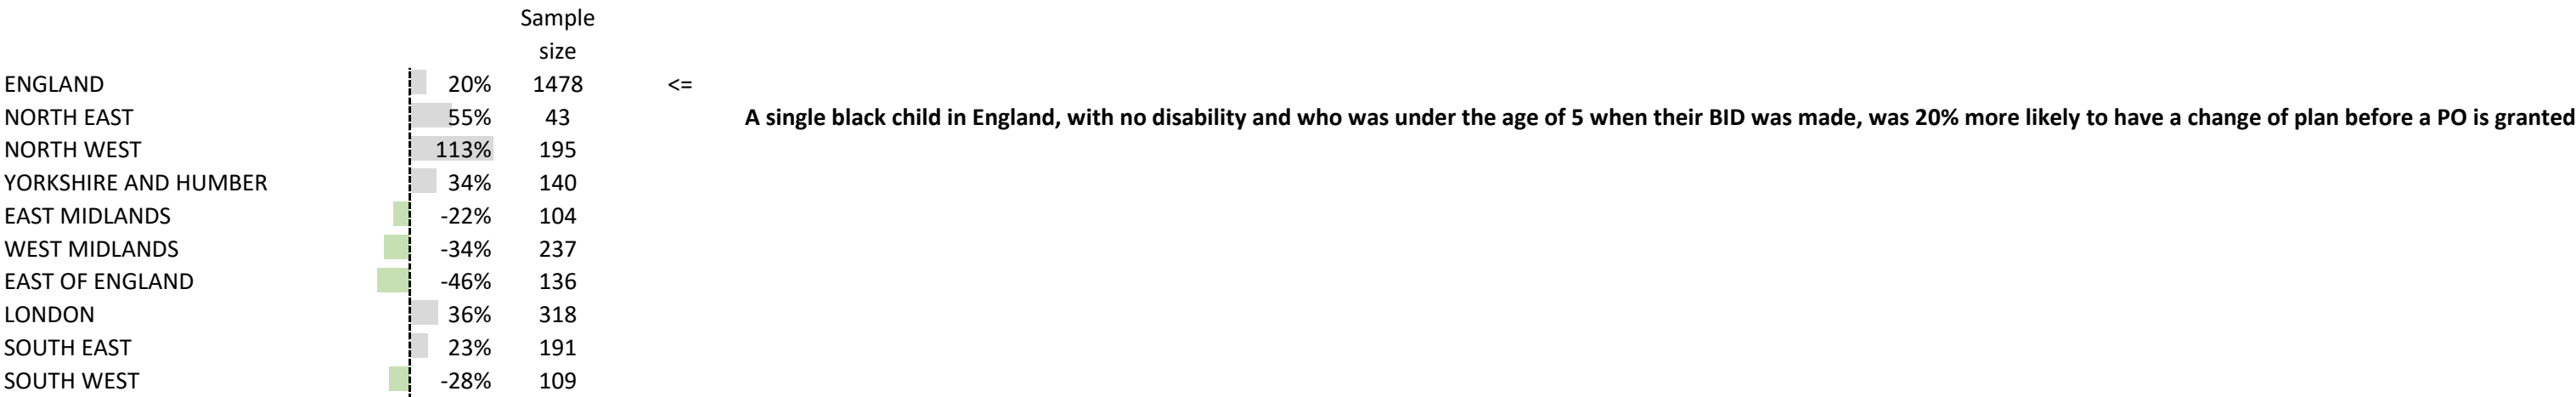 Sample
size
ENGLAND 20% 1478 <=
NORTH EAST 55% 43 A single black child in England, with no disability and who was under the age of 5 when their BID was made, was 20% more likely to have a change of plan before a PO is granted
NORTH WEST 113% 195
YORKSHIRE AND HUMBER 34% 140
EAST MIDLANDS -22% 104
WEST MIDLANDS -34% 237
EAST OF ENGLAND -46% 136
LONDON 36% 318
SOUTH EAST 23% 191
SOUTH WEST -28% 109